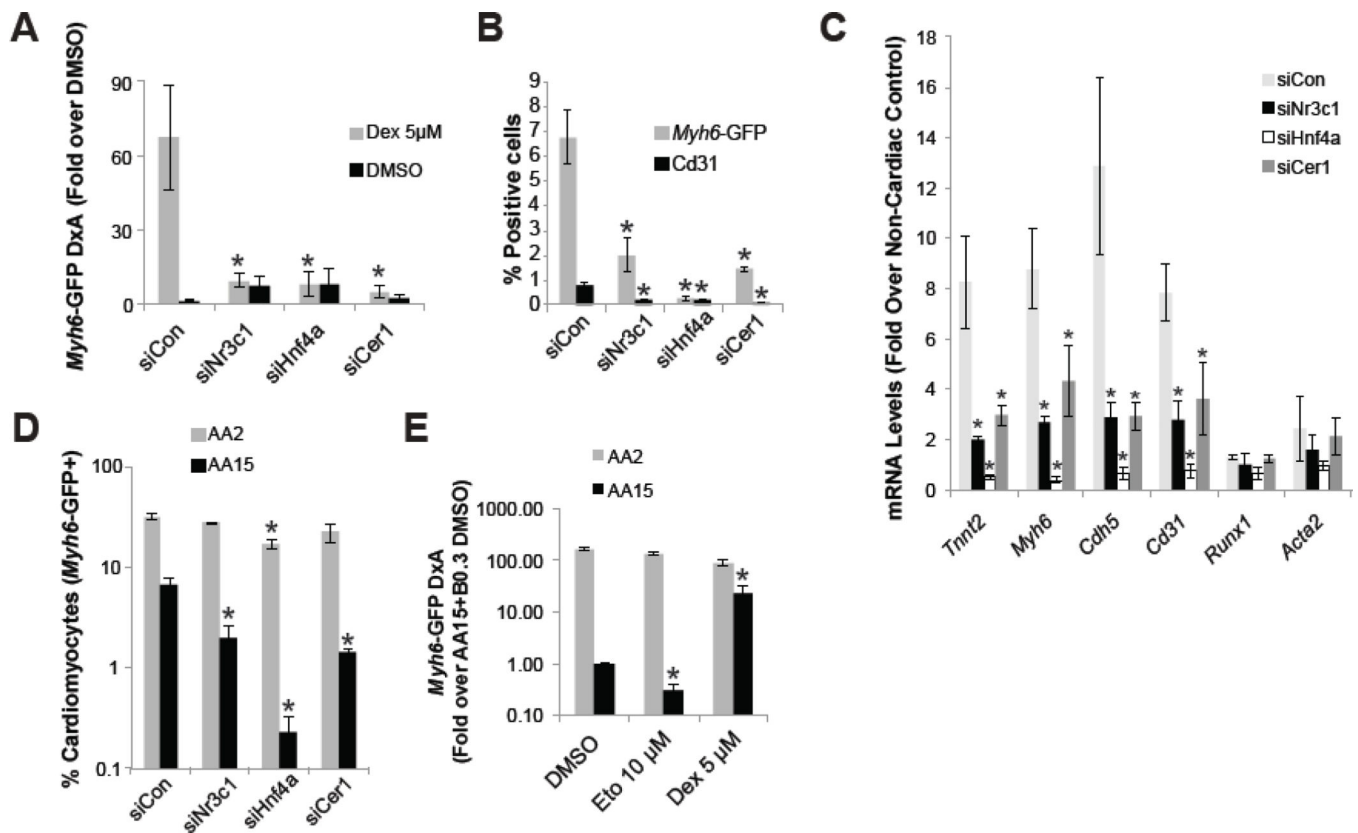 A
Myh6-GFP DxA (Fold over DMSO)
90
60
30
0
Dex 5µM
DMSO
siCon
siNr3c1
siHnf4a
siCer1
*
*
*
B
% Positive cells
9
8
7
6
5
4
3
2
1
0
Myh6-GFP
Cd31
siCon
siNr3c1
siHnf4a
siCer1
*
*
**
*
*
C
mRNA Levels (Fold Over Non-Cardiac Control)
18
16
14
12
10
8
6
4
2
0
siCon
siNr3c1
siHnf4a
siCer1
*
*
*
*
*
*
*
*
*
*
*
*
Tnnt2
Myh6
Cdh5
Cd31
Runx1
Acta2
D
AA2
AA15
% Cardiomyocytes (Myh6-GFP+)
100
10
1
0.1
*
*
*
*
siCon
siNr3c1
siHnf4a
siCer1
E
AA2
AA15
Myh6-GFP DxA
(Fold over AA15+B0.3 DMSO)
1000.00
100.00
10.00
1.00
0.10
*
*
DMSO
Eto 10 µM
Dex 5 µM